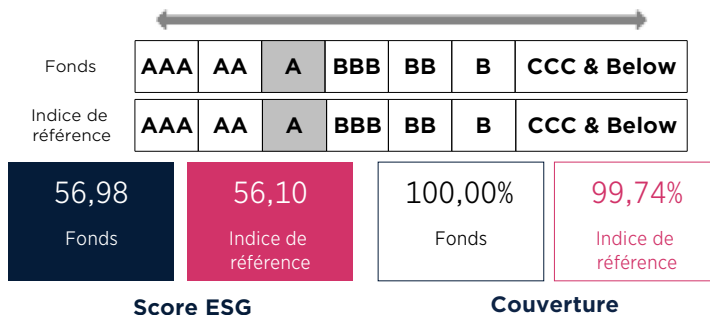 Fonds AAA AA A BBB BB B CCC & Below
Indice de
référence
AAA AA A BBB BB B CCC & Below
56,98
Fonds
56,10
Indice de
référence
100,00%
Fonds
99,74%
Indice de
référence
Score ESG
Couverture